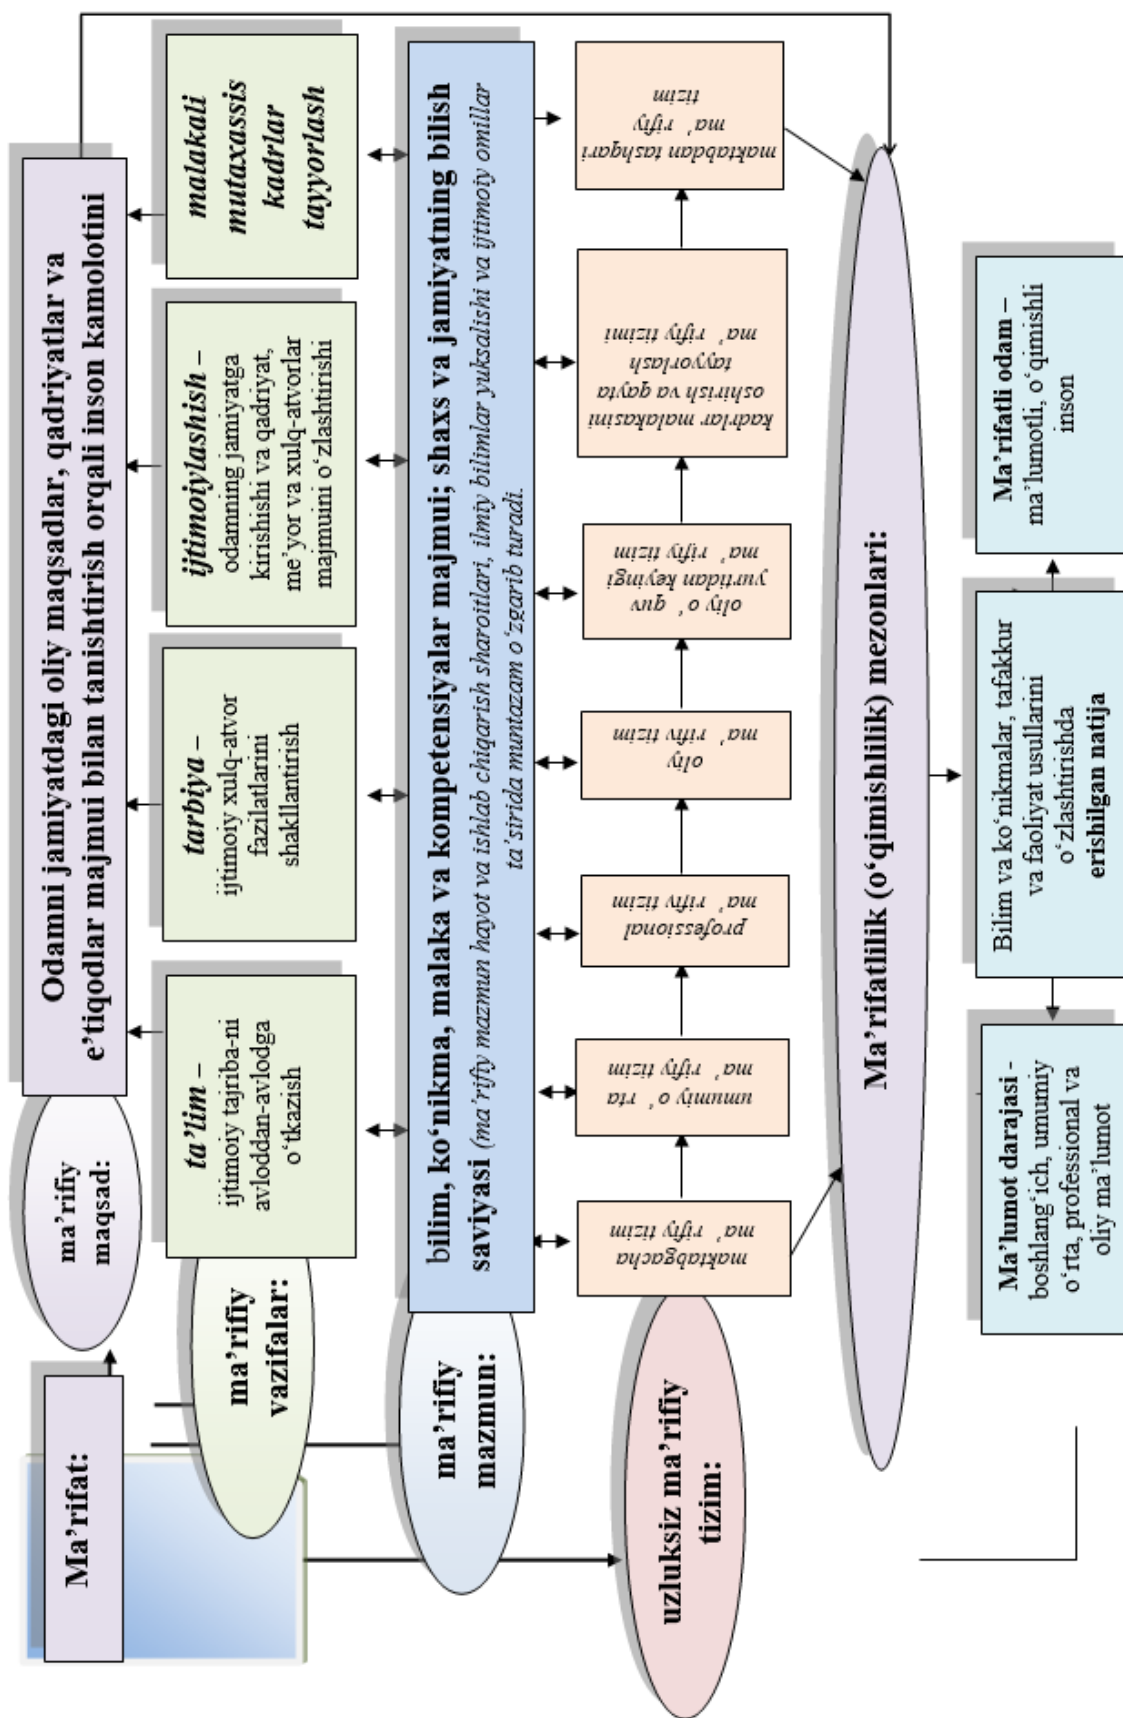 Ma’rifat:
ma’rifiy
maqsad:
Odamni jamiyatdagi oliy maqsadlar, qadriyatlar va
e’tiqodlar majmui bilan tanishtirish orqali inson kamolotini
ma’rifiy
vazifalar:
ta’lim –
ijtimoiy tajriba-ni
avloddan-avlodga
o‘tkazish
tarbiya –
ijtimoiy xulq-atvor
fazilatlarini
shakllantirish
ijtimoiylashish –
odamning jamiyatga
kirishishi va qadriyat,
me’yor va xulq-atvorlar
majmuini o‘zlashtirishi
malakali
mutaxassis
kadrlar
tayyorlash
ma’rifiy
mazmun:
bilim, ko‘nikma, malaka va kompetensiyalar majmui; shaxs va jamiyatning bilish
saviyasi (ma’rifiy mazmun hayot va ishlab chiqarish sharoitlari, ilmiy bilimlar yuksalishi va ijtimoiy omillar
ta’sirida muntazam o‘zgarib turadi.
uzluksiz ma’rifiy
tizim:
maktabgacha
ma’rifiy tizim
umumiy o‘rta
ma’rifiy tizim
professional
ma’rifiy tizim
oliy
ma’rifiy tizim
oliy o‘quv
yurtidan keyingi
ma’rifiy tizim
kadrlar malakasini
oshirish va qayta
tayyorlash
ma’rifiy tizimi
maktabdan tashqari
ma’rifiy
tizim
Ma’rifatlilik (o‘qimishlilik) mezonlari:
Ma’lumot darajasi -
boshlang‘ich, umumiy
o‘rta, professional va
oliy ma’lumot
Bilim va ko‘nikmalar, tafakkur
va faoliyat usullarini
o‘zlashtirishda
erishilgan natija
Ma’rifatli odam –
ma’lumotli, o‘qimishli
inson